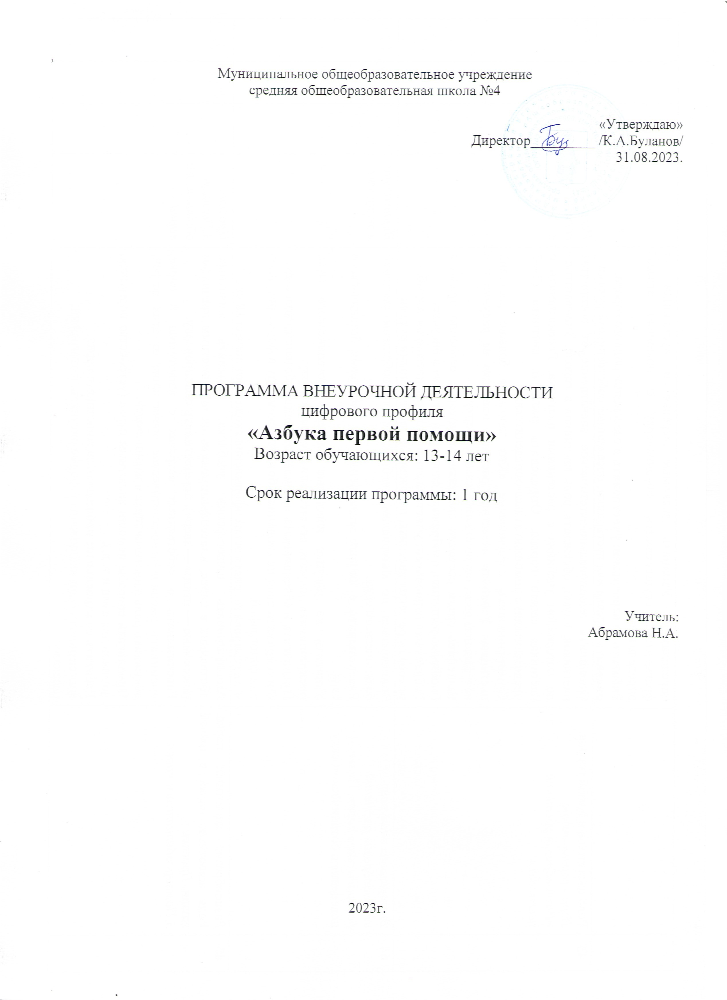 Муниципальное общеобразовательное учреждение
средняя общеобразовательная школа №4
«Утверждаю»
Директор__________ /К.А.Буланов/
31.08.2023.
ПРОГРАММА ВНЕУРОЧНОЙ ДЕЯТЕЛЬНОСТИ
цифрового профиля
«Азбука первой помощи»
Возраст обучающихся: 13-14 лет
Срок реализации программы: 1 год
Учитель:
Абрамова Н.А.
2023г.